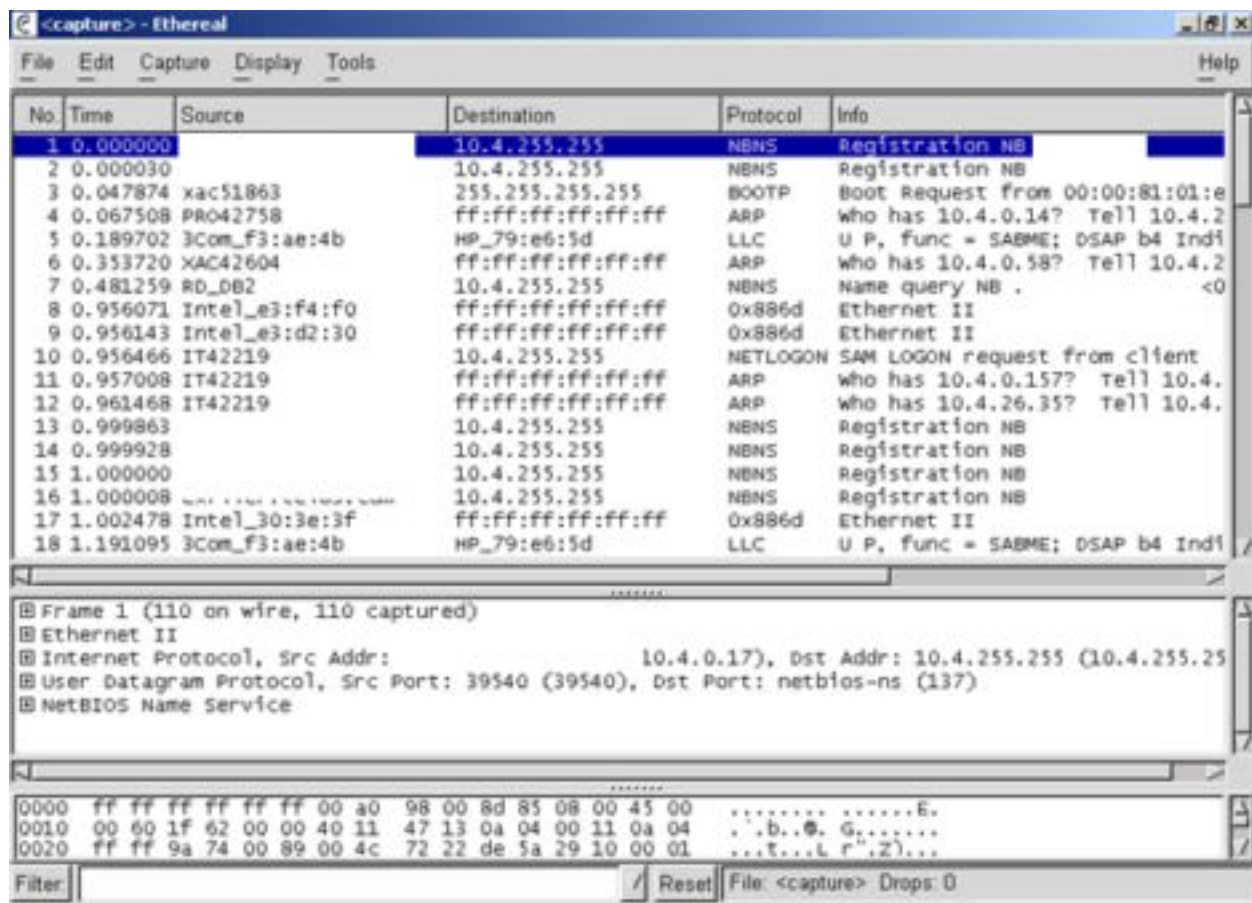 <capture> - Ethereal
File Edit Capture Display Tools Help
No. Time Source Destination Protocol Info
1 0.000000 10.4.255.255 NBNS Registration NB
2 0.000030 10.4.255.255 NBNS Registration NB
3 0.047874 xac51863 255.255.255.255 BOOTP Boot Request from 00:00:81:01:e
4 0.067508 PRO42758 ff:ff:ff:ff:ff:ff ARP Who has 10.4.0.14? Tell 10.4.2
5 0.189702 3Com_f3:ae:4b HP_79:e6:5d LLC U P, func = SABME; DSAP b4 Indi
6 0.353720 XAC42604 ff:ff:ff:ff:ff:ff ARP Who has 10.4.0.58? Tell 10.4.2
7 0.481259 RD_DB2 10.4.255.255 NBNS Name query NB . <0
8 0.956071 Intel_e3:f4:f0 ff:ff:ff:ff:ff:ff 0x886d Ethernet II
9 0.956143 Intel_e3:d2:30 ff:ff:ff:ff:ff:ff 0x886d Ethernet II
10 0.956466 IT42219 10.4.255.255 NETLOGON SAM LOGON request from client
11 0.957008 IT42219 ff:ff:ff:ff:ff:ff ARP Who has 10.4.0.157? Tell 10.4.
12 0.961468 IT42219 ff:ff:ff:ff:ff:ff ARP Who has 10.4.26.35? Tell 10.4.
13 0.999863 10.4.255.255 NBNS Registration NB
14 0.999928 10.4.255.255 NBNS Registration NB
15 1.000000 10.4.255.255 NBNS Registration NB
16 1.000008 10.4.255.255 NBNS Registration NB
17 1.002478 Intel_30:3e:3f ff:ff:ff:ff:ff:ff 0x886d Ethernet II
18 1.191095 3Com_f3:ae:4b HP_79:e6:5d LLC U P, func = SABME; DSAP b4 Indi
Frame 1 (110 on wire, 110 captured)
Ethernet II
Internet Protocol, Src Addr: 10.4.0.17), Dst Addr: 10.4.255.255 (10.4.255.25
User Datagram Protocol, Src Port: 39540 (39540), Dst Port: netbios-ns (137)
NetBIOS Name Service
0000 ff ff ff ff ff ff 00 a0 98 00 8d 85 08 00 45 00 ........ ......E.
0010 00 60 1f 62 00 00 40 11 47 13 0a 04 00 11 0a 04 .`.b..@. G.......
0020 ff ff 9a 74 00 89 00 4c 72 22 de 5a 29 10 00 01 ...t...L r".Z)...
Filter: Reset File: <capture> Drops: 0